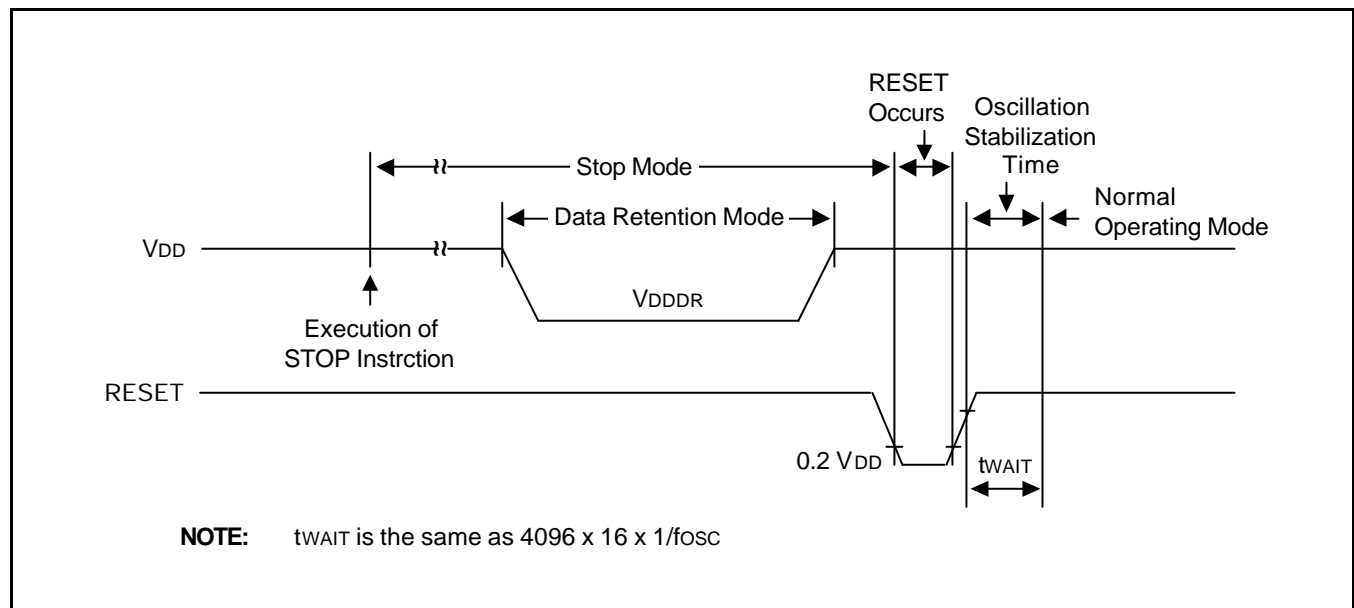 RESET
Occurs
Oscillation
Stabilization
Time
Stop Mode
Normal
Operating Mode
Data Retention Mode
VDD
VDDDR
Execution of
STOP Instrction
RESET
0.2 VDD
tWAIT
NOTE: tWAIT is the same as 4096 x 16 x 1/fOSC